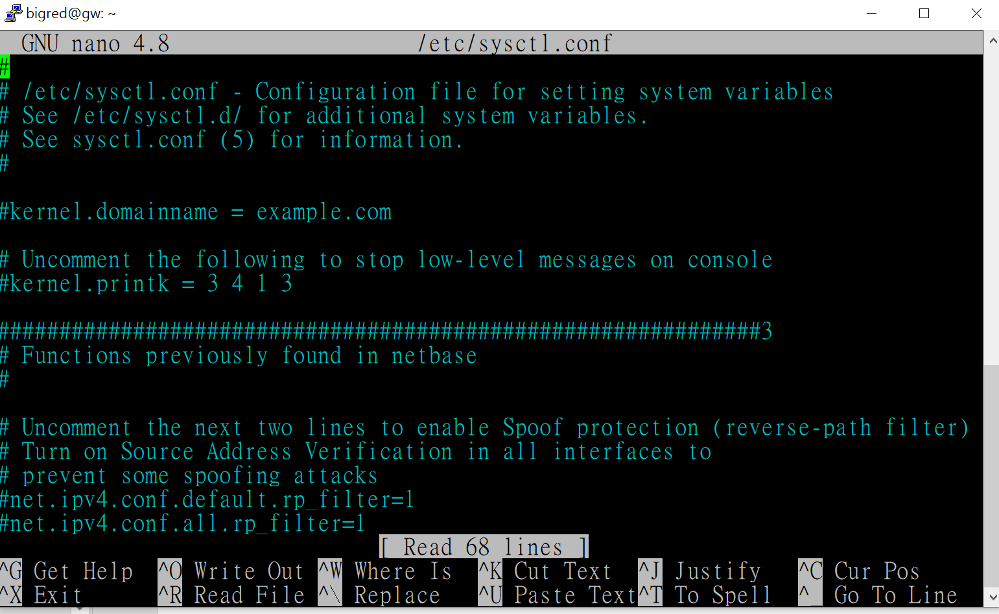 bigred@gw: ~
GNU nano 4.8 /etc/sysctl.conf
#
# /etc/sysctl.conf - Configuration file for setting system variables
# See /etc/sysctl.d/ for additional system variables.
# See sysctl.conf (5) for information.
#
#kernel.domainname = example.com
# Uncomment the following to stop low-level messages on console
#kernel.printk = 3 4 1 3
##############################################################3
# Functions previously found in netbase
#
# Uncomment the next two lines to enable Spoof protection (reverse-path filter)
# Turn on Source Address Verification in all interfaces to
# prevent some spoofing attacks
#net.ipv4.conf.default.rp_filter=1
#net.ipv4.conf.all.rp_filter=1
[ Read 68 lines ]
^G Get Help ^O Write Out ^W Where Is ^K Cut Text ^J Justify ^C Cur Pos
^X Exit ^R Read File ^\ Replace ^U Paste Text ^T To Spell ^_ Go To Line